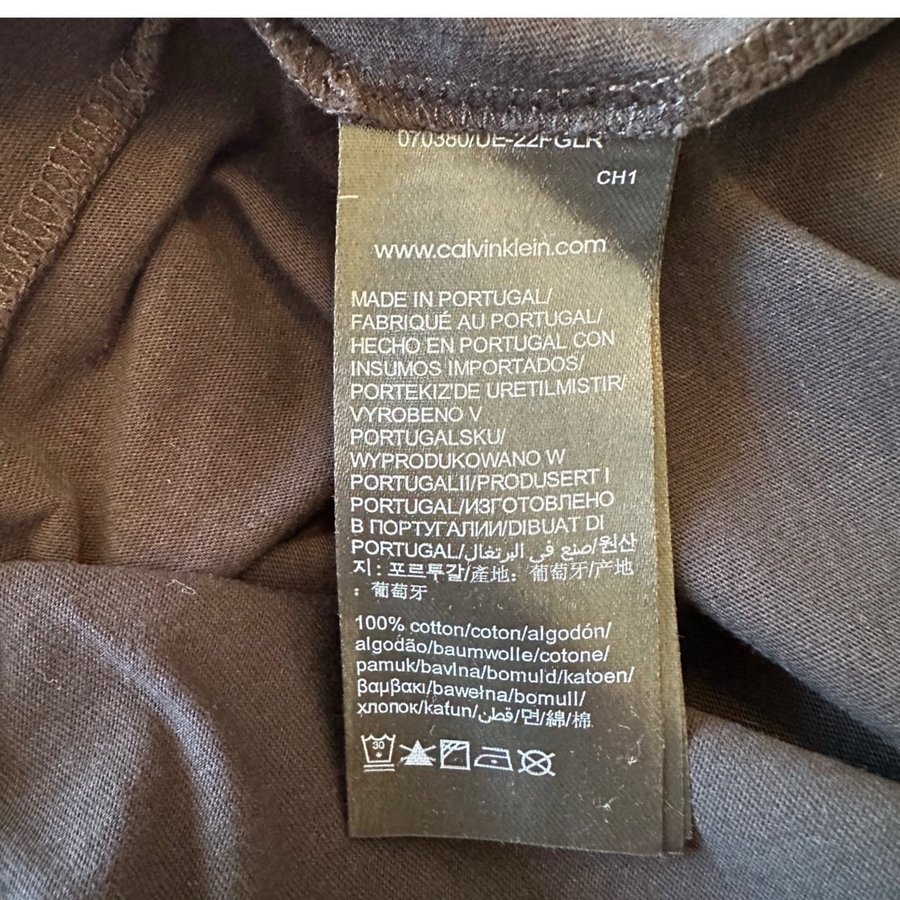 070380/UE-22FGLR
CH1
www.calvinklein.com
MADE IN PORTUGAL/
FABRIQUÉ AU PORTUGAL/
HECHO EN PORTUGAL CON
INSUMOS IMPORTADOS/
PORTEKIZ'DE URETILMISTIR/
VYROBENO V
PORTUGALSKU/
WYPRODUKOWANO W
PORTUGALII/PRODUSERT I
PORTUGAL/ИЗГОТОВЛЕНО
В ПОРТУГАЛИИ/DIBUAT DI
PORTUGAL/صنع في البرتغال/원산
지: 포르투갈/產地: 葡萄牙/产地
: 葡萄牙
100% cotton/coton/algodón/
algodão/baumwolle/cotone/
pamuk/bavlna/bomuld/katoen/
βαμβακι/bawełna/bomull/
хлопок/katun/قطن/면/綿/棉
30